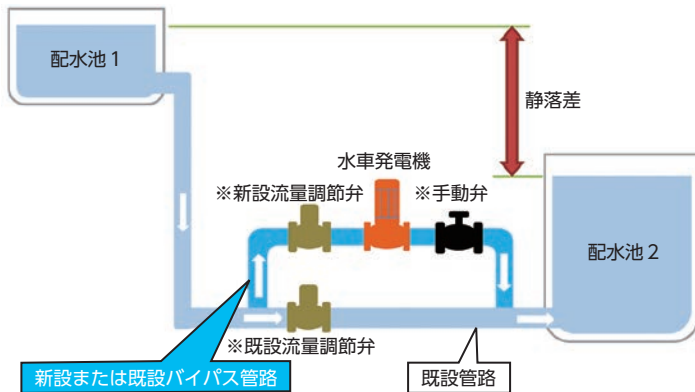 配水池 1
静落差
水車発電機
※新設流量調節弁
※手動弁
配水池 2
※既設流量調節弁
新設または既設バイパス管路
既設管路